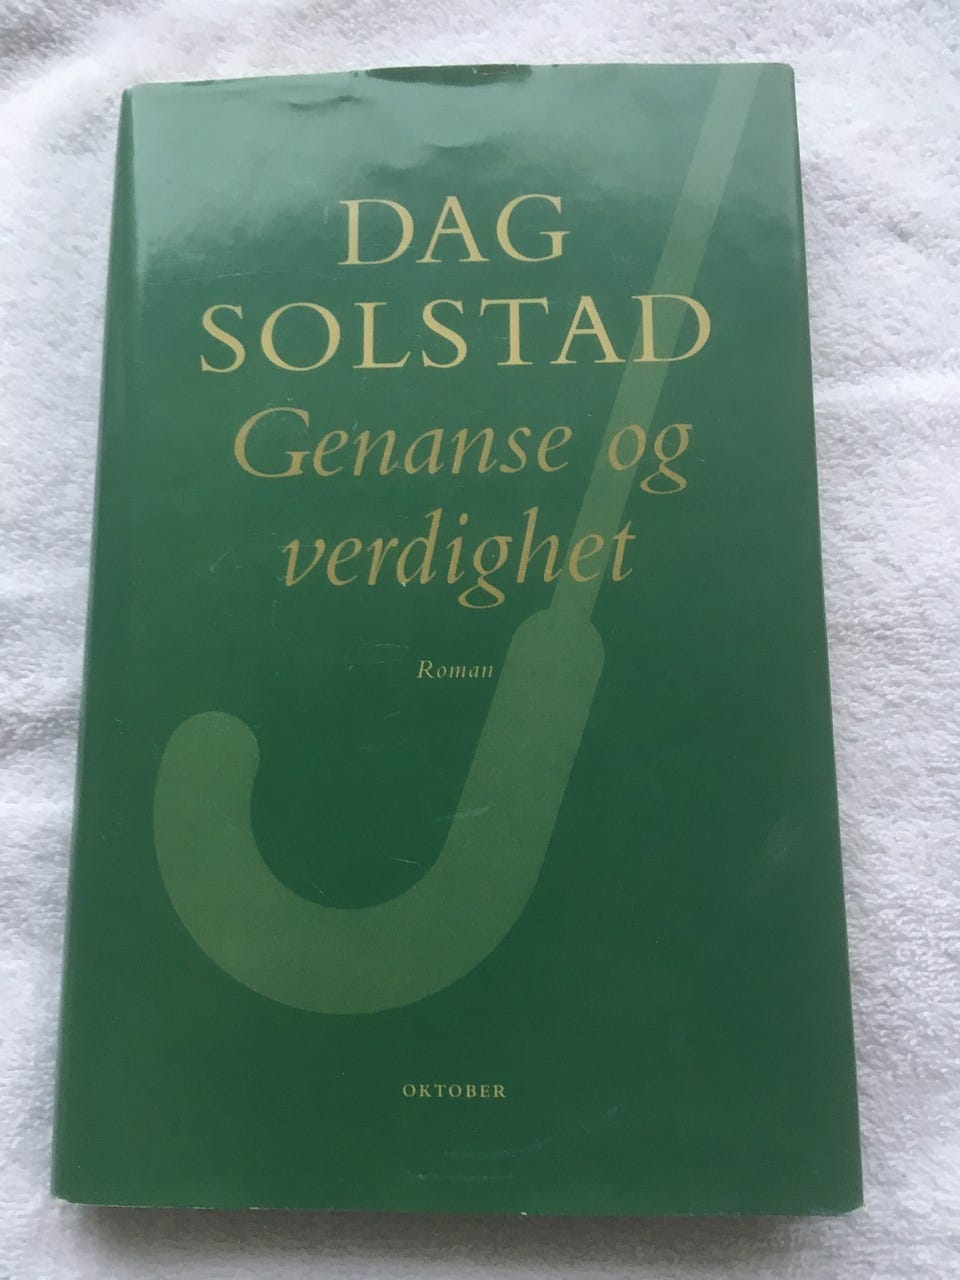 DAG
SOLSTAD
Genanse og
verdighet
Roman
OKTOBER